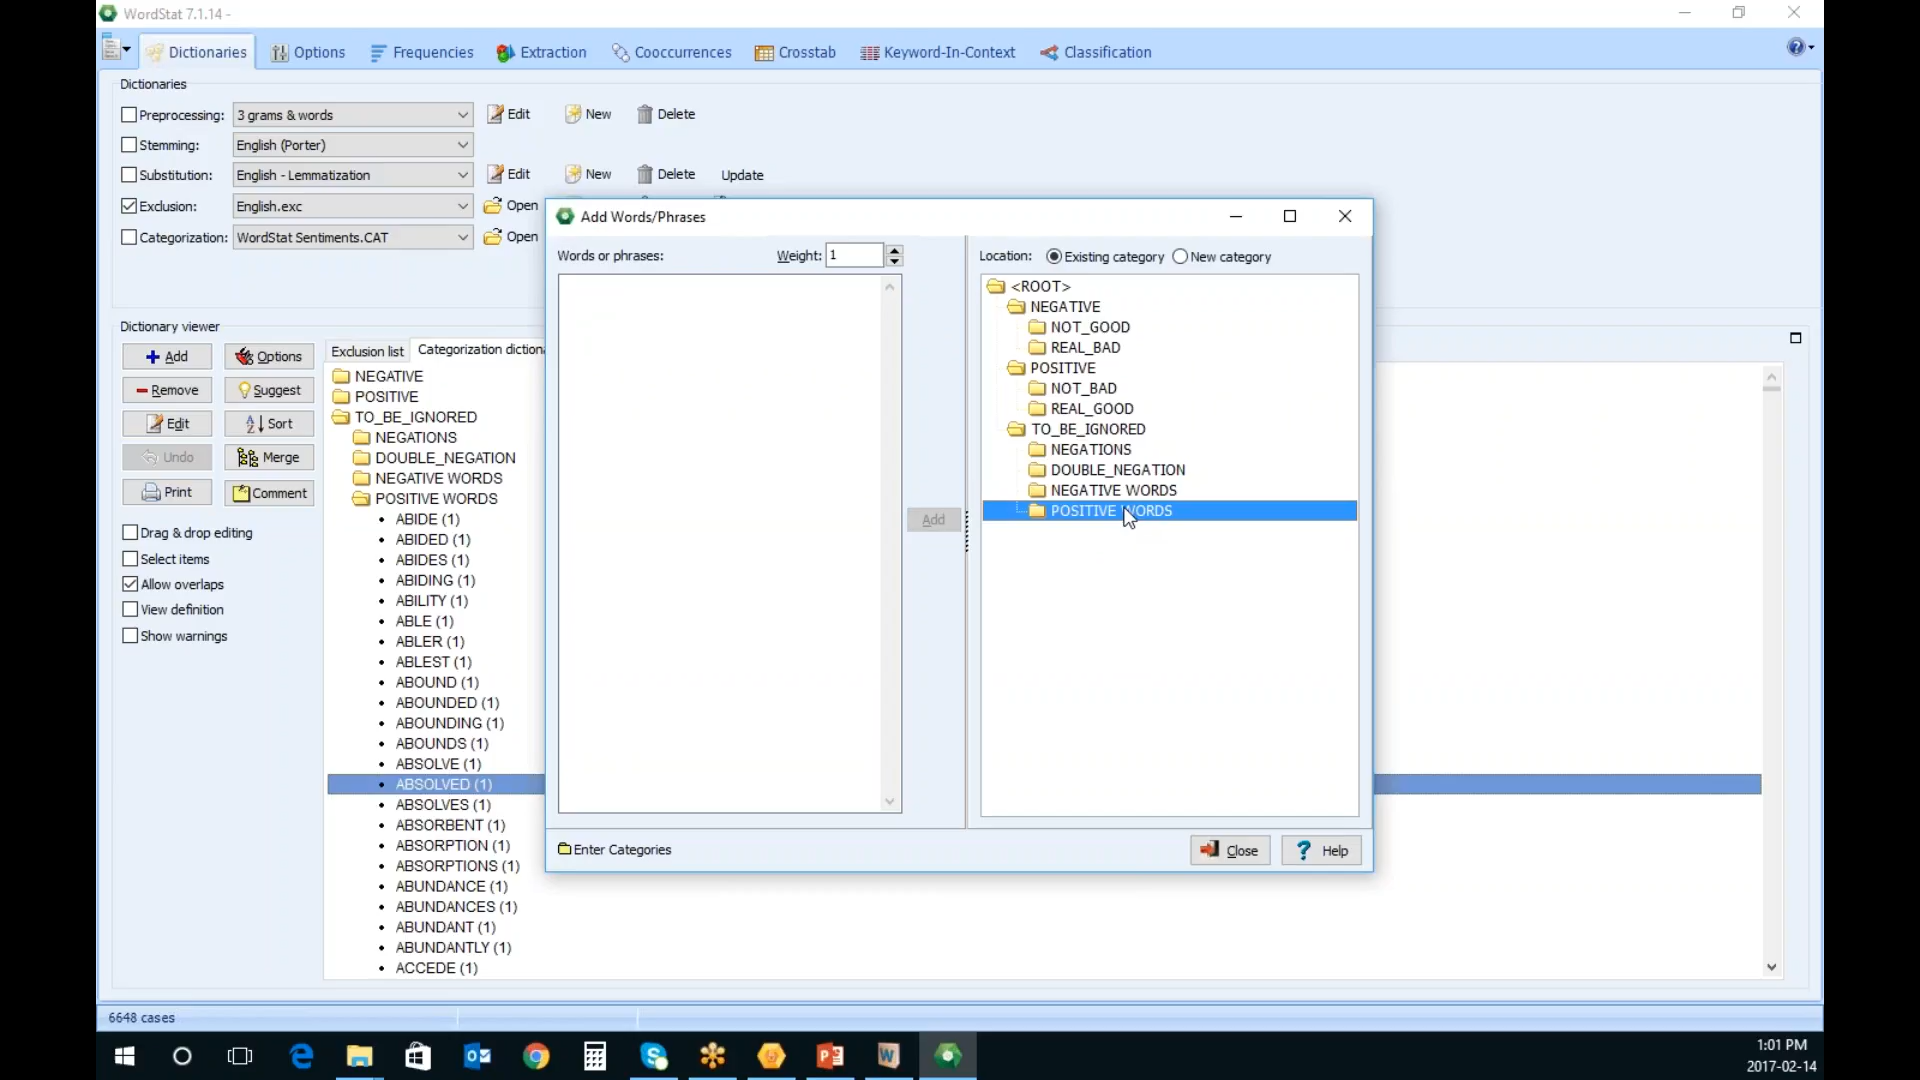 WordStat 7.1.14 -
Dictionaries Options Frequencies Extraction Cooccurrences Crosstab Keyword-In-Context Classification
Dictionaries
Preprocessing: 3 grams & words Edit New Delete
Stemming: English (Porter)
Substitution: English - Lemmatization Edit New Delete Update
Exclusion: English.exc Open
Categorization: WordStat Sentiments.CAT Open
Dictionary viewer
Add Options
Remove Suggest
Edit Sort
Undo Merge
Print Comment
Drag & drop editing
Select items
Allow overlaps
View definition
Show warnings
Exclusion list Categorization diction
NEGATIVE
POSITIVE
TO_BE_IGNORED
NEGATIONS
DOUBLE_NEGATION
NEGATIVE WORDS
POSITIVE WORDS
ABIDE (1)
ABIDED (1)
ABIDES (1)
ABIDING (1)
ABILITY (1)
ABLE (1)
ABLER (1)
ABLEST (1)
ABOUND (1)
ABOUNDED (1)
ABOUNDING (1)
ABOUNDS (1)
ABSOLVE (1)
ABSOLVED (1)
ABSOLVES (1)
ABSORBENT (1)
ABSORPTION (1)
ABSORPTIONS (1)
ABUNDANCE (1)
ABUNDANCES (1)
ABUNDANT (1)
ABUNDANTLY (1)
ACCEDE (1)
Add Words/Phrases
Words or phrases: Weight: 1
Add
Location: Existing category New category
<ROOT>
NEGATIVE
NOT_GOOD
REAL_BAD
POSITIVE
NOT_BAD
REAL_GOOD
TO_BE_IGNORED
NEGATIONS
DOUBLE_NEGATION
NEGATIVE WORDS
POSITIVE WORDS
Enter Categories
Close Help
6648 cases
1:01 PM
2017-02-14